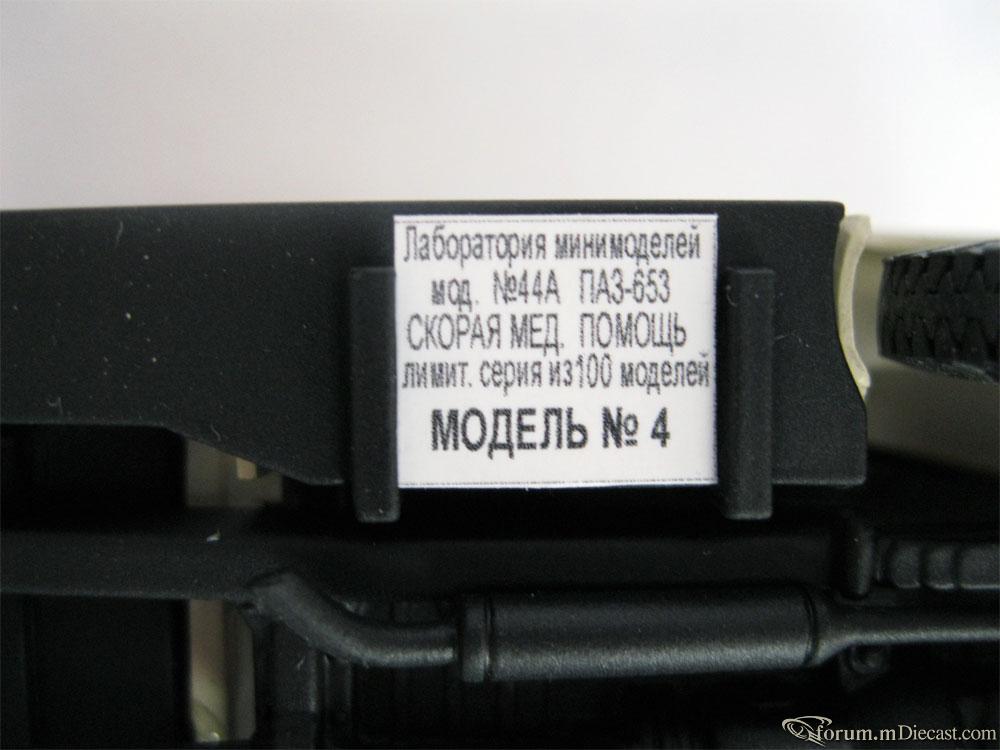 Лаборатория минимоделей
мод. №44А ПАЗ-653
СКОРАЯ МЕД. ПОМОЩЬ
лимит. серия из100 моделей
МОДЕЛЬ № 4
forum.mDiecast.com